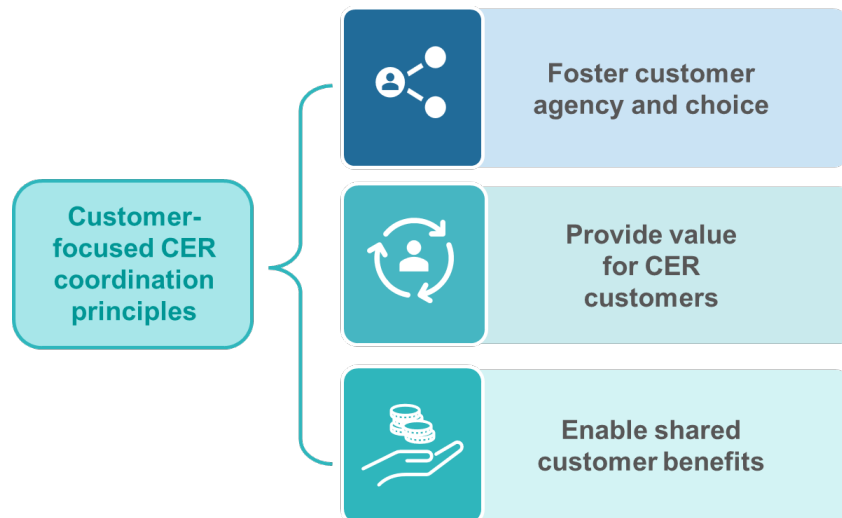 Customer-
focused CER
coordination
principles
Foster customer
agency and choice
Provide value
for CER
customers
Enable shared
customer benefits